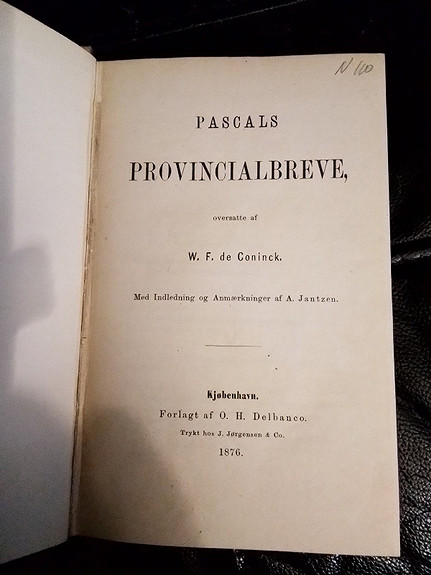 N 110
PASCALS
PROVINCIALBREVE,
oversatte af
W. F. de Coninck.
Med Indledning og Anmærkninger af A. Jantzen.
Kjøbenhavn.
Forlagt af O. H. Delbanco.
Trykt hos J. Jørgensen & Co.
1876.